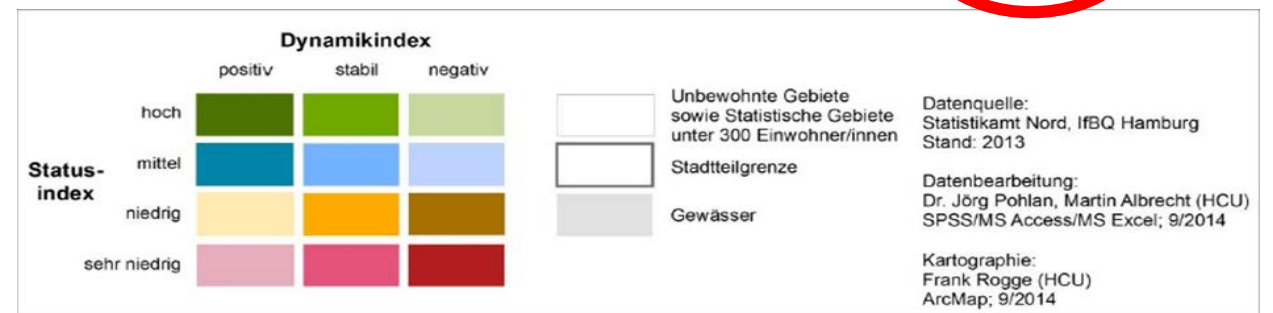 Dynamikindex
positiv stabil negativ
hoch
mittel
Status-
index
niedrig
sehr niedrig
Unbewohnte Gebiete
sowie Statistische Gebiete
unter 300 Einwohner/innen
Stadtteilgrenze
Gewässer
Datenquelle:
Statistikamt Nord, IfBQ Hamburg
Stand: 2013
Datenbearbeitung:
Dr. Jörg Pohlan, Martin Albrecht (HCU)
SPSS/MS Access/MS Excel; 9/2014
Kartographie:
Frank Rogge (HCU)
ArcMap; 9/2014